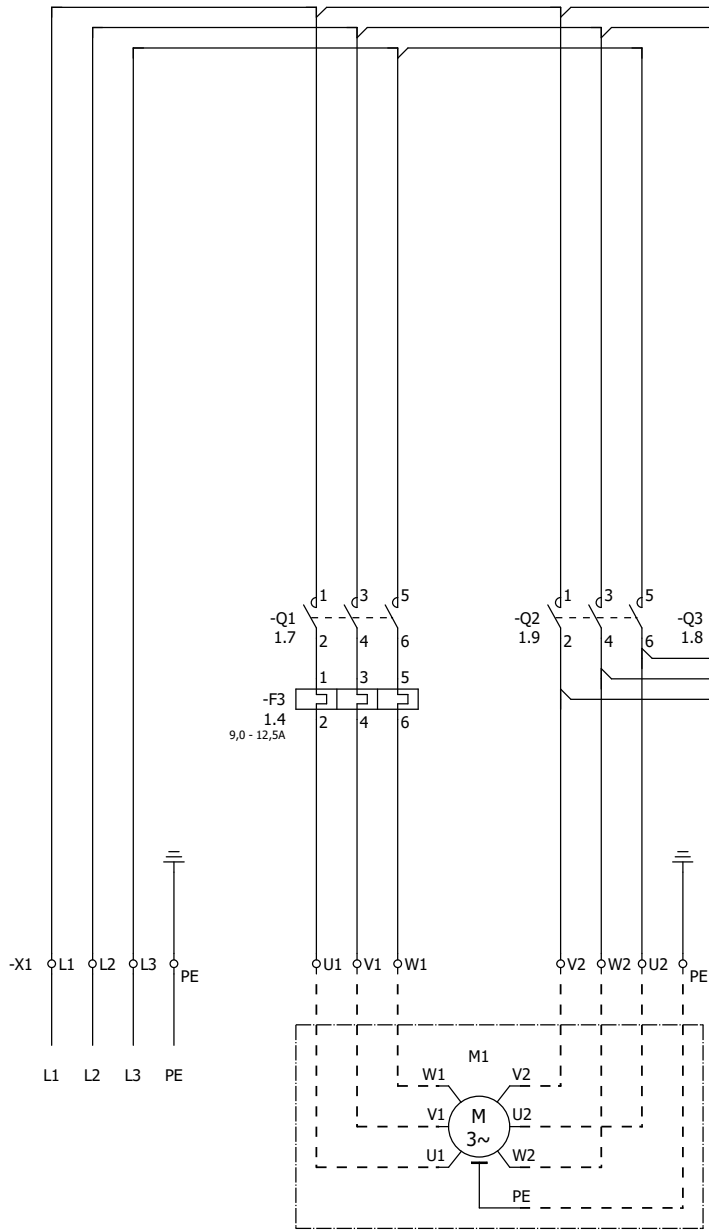 1 3 5 1 3 5
-Q1 -Q2 -Q3
1.7 2 4 6 1.9 2 4 6 1.8
1 3 5
-F3
1.4 2 4 6
9,0 - 12,5A
-X1 L1 L2 L3 PE U1 V1 W1 V2 W2 U2 PE
M1
L1 L2 L3 PE W1 V2
V1 M U2
3~
U1 W2
PE